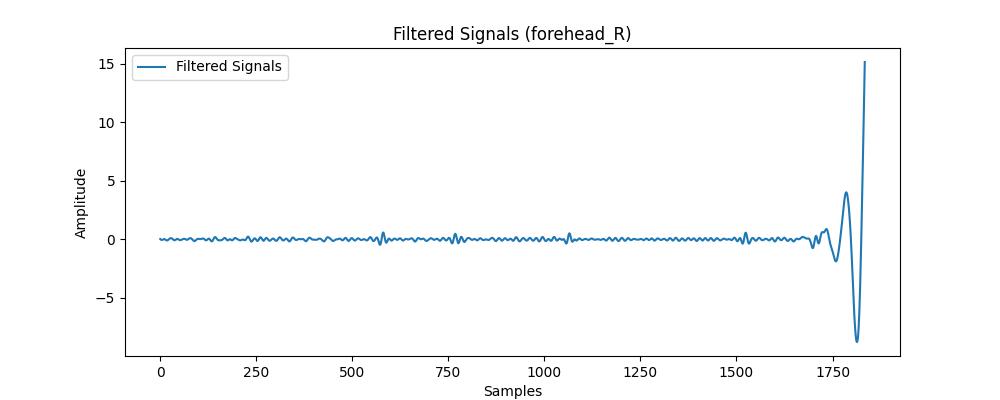 Filtered Signals (forehead_R)
Filtered Signals
15
10
5
0
−5
Amplitude
0 250 500 750 1000 1250 1500 1750
Samples